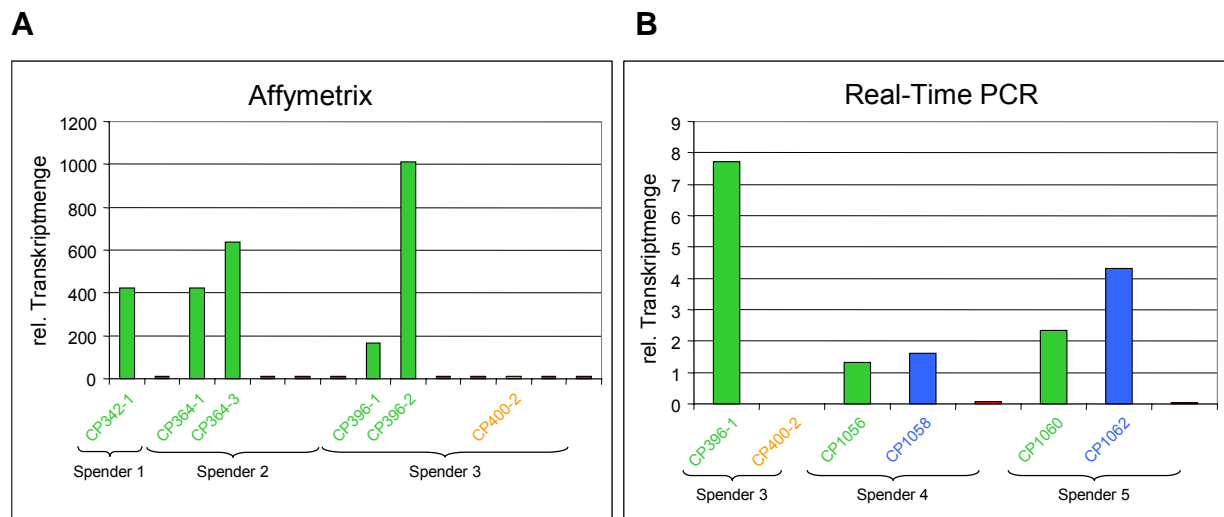 A
B
Affymetrix
rel. Transkriptmenge
1200
1000
800
600
400
200
0
CP342-1
CP364-1
CP364-3
CP396-1
CP396-2
CP400-2
Spender 1
Spender 2
Spender 3
Real-Time PCR
rel. Transkriptmenge
9
8
7
6
5
4
3
2
1
0
CP396-1
CP400-2
CP1056
CP1058
CP1060
CP1062
Spender 3
Spender 4
Spender 5